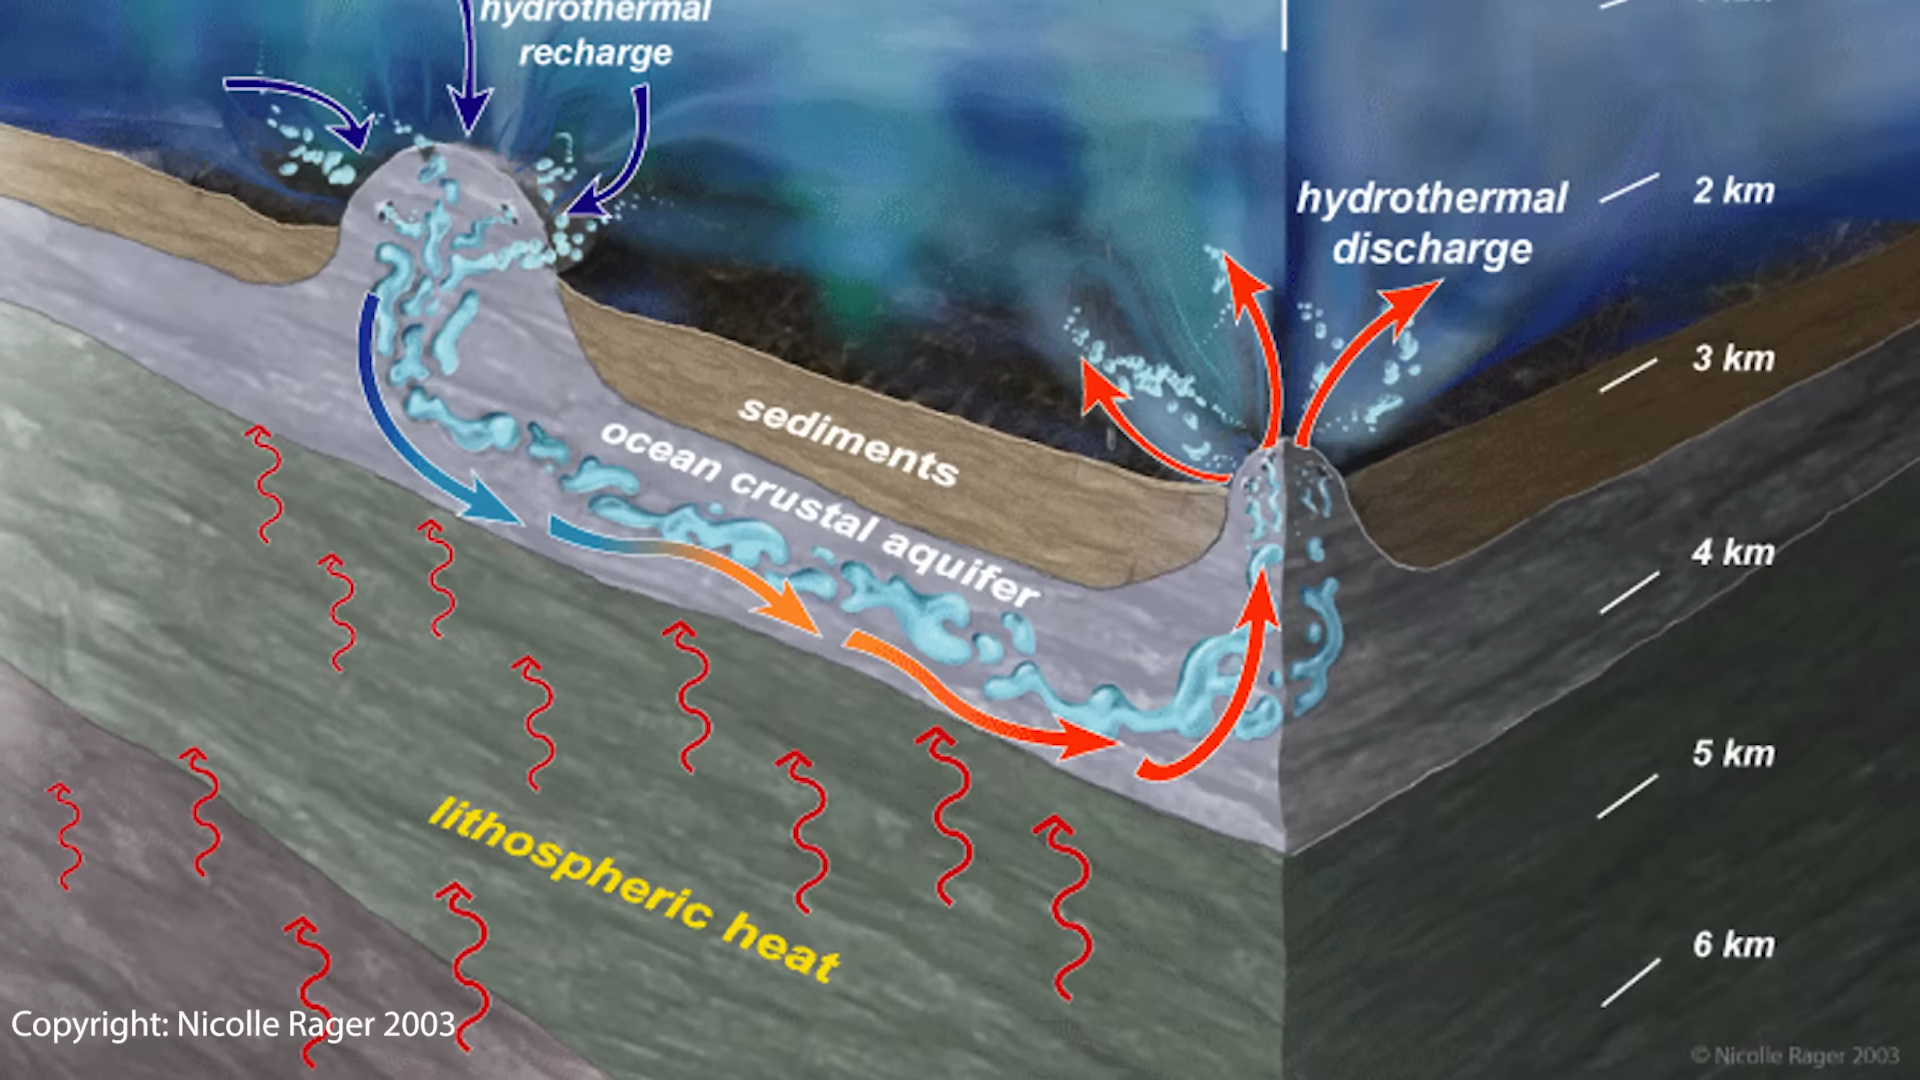 hydrothermal
recharge
hydrothermal
discharge
2 km
3 km
sediments
ocean crustal aquifer
4 km
5 km
lithospheric heat
6 km
Copyright: Nicolle Rager 2003
© Nicolle Rager 2003